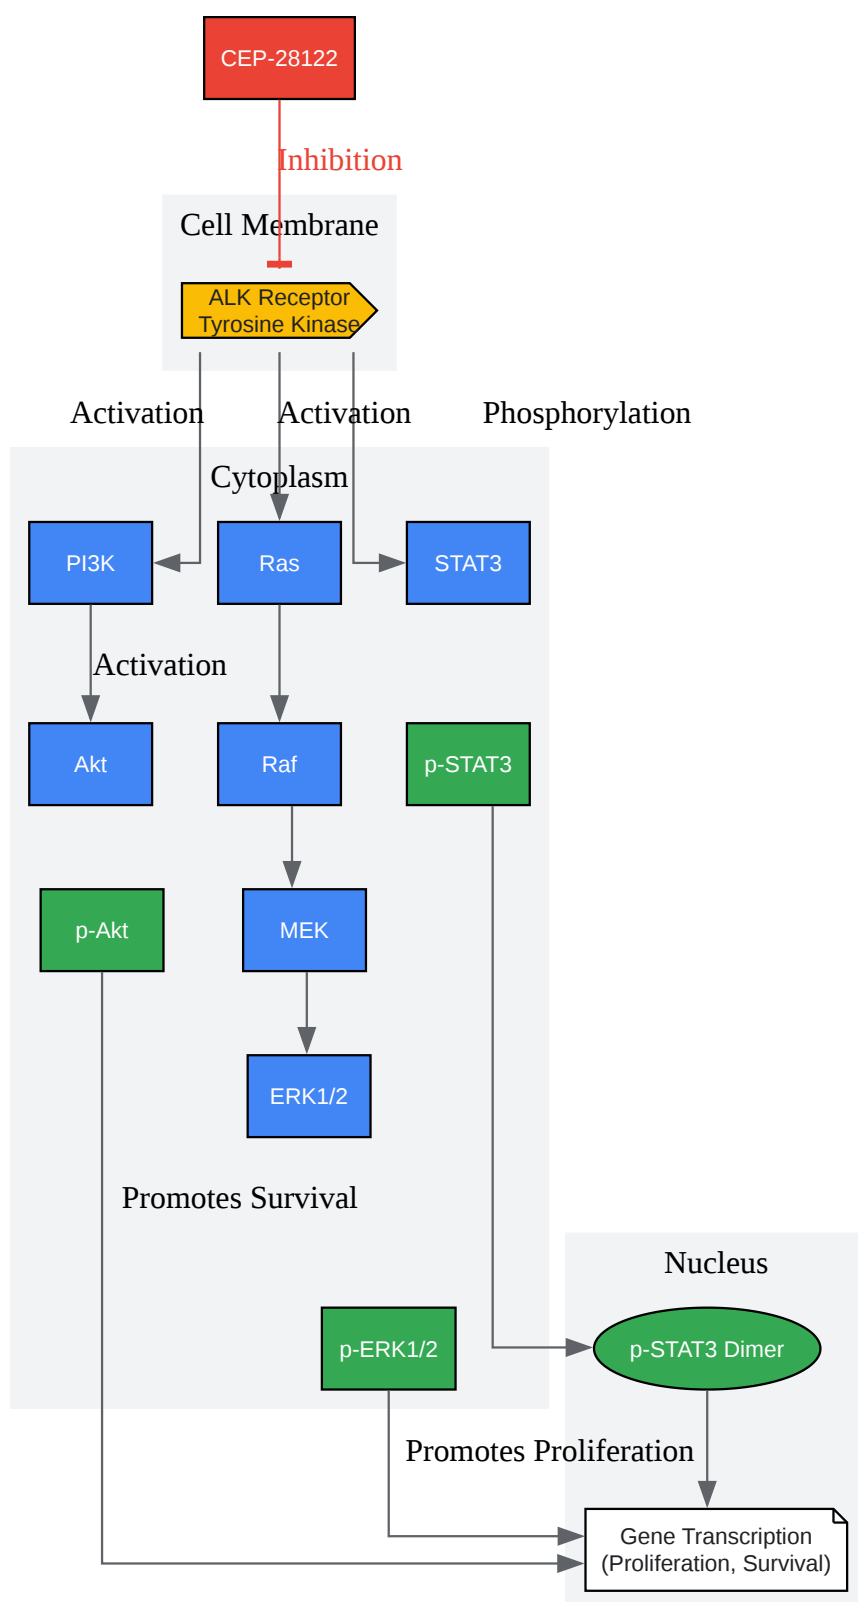 CEP-28122
Inhibition
Cell Membrane
ALK Receptor
Tyrosine Kinase
Activation
Activation
Phosphorylation
Cytoplasm
PI3K
Ras
STAT3
Activation
Akt
Raf
p-STAT3
p-Akt
MEK
ERK1/2
Promotes Survival
Nucleus
p-ERK1/2
p-STAT3 Dimer
Promotes Proliferation
Gene Transcription
(Proliferation, Survival)